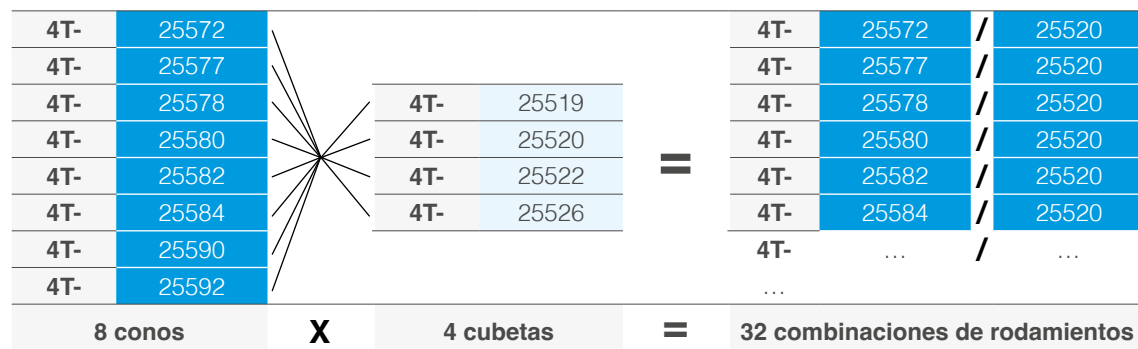 4T- 25572 4T- 25572 / 25520
4T- 25577 4T- 25577 / 25520
4T- 25578 4T- 25519 4T- 25578 / 25520
4T- 25580 4T- 25520 = 4T- 25580 / 25520
4T- 25582 4T- 25522 4T- 25582 / 25520
4T- 25584 4T- 25526 4T- 25584 / 25520
4T- 25590 4T- ... / ...
4T- 25592 ...
8 conos X 4 cubetas = 32 combinaciones de rodamientos